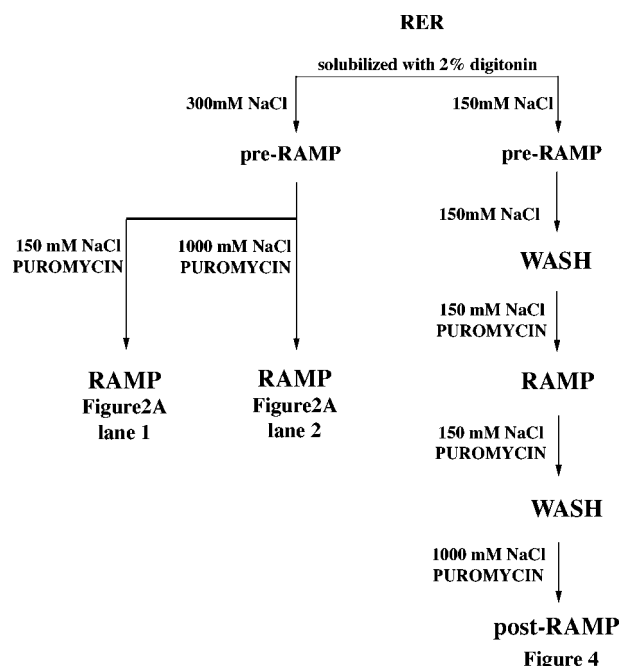 RER
solubilized with 2% digitonin
300mM NaCl
150mM NaCl
pre-RAMP
pre-RAMP
150mM NaCl
150 mM NaCl
PUROMYCIN
1000 mM NaCl
PUROMYCIN
WASH
150 mM NaCl
PUROMYCIN
RAMP
Figure2A
lane 1
RAMP
Figure2A
lane 2
RAMP
150 mM NaCl
PUROMYCIN
WASH
1000 mM NaCl
PUROMYCIN
post-RAMP
Figure 4